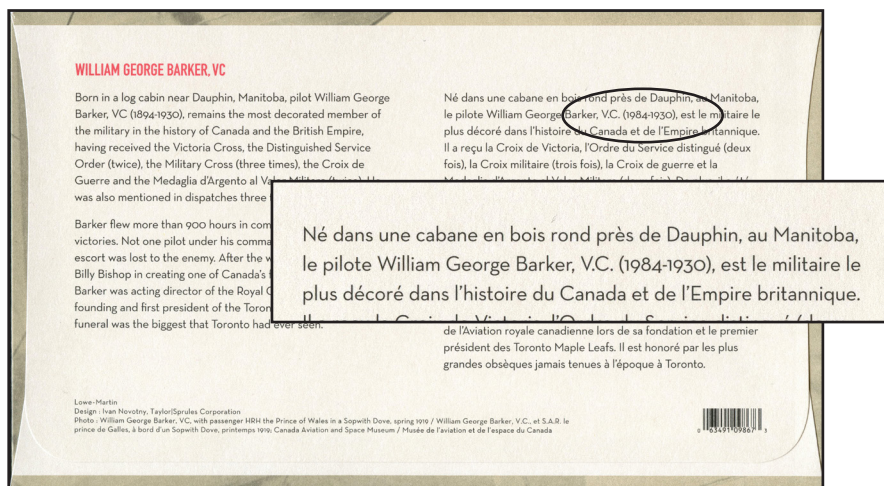 WILLIAM GEORGE BARKER, VC
Born in a log cabin near Dauphin, Manitoba, pilot William George
Barker, VC (1894-1930), remains the most decorated member of
the military in the history of Canada and the British Empire,
having received the Victoria Cross, the Distinguished Service
Order (twice), the Military Cross (three times), the Croix de
Guerre and the Medaglia d'Argento al Valor Militare (twice). He
was also mentioned in dispatches three
Barker flew more than 900 hours in com
victories. Not one pilot under his comma
escort was lost to the enemy. After the w
Billy Bishop in creating one of Canada's
Barker was acting director of the Royal C
founding and first president of the Toron
funeral was the biggest that Toronto had ever seen.
Né dans une cabane en bois rond près de Dauphin, au Manitoba,
le pilote William George Barker, V.C. (1984-1930), est le militaire le
plus décoré dans l'histoire du Canada et de l'Empire britannique.
Il a reçu la Croix de Victoria, l'Ordre du Service distingué (deux
fois), la Croix militaire (trois fois), la Croix de guerre et la
Né dans une cabane en bois rond près de Dauphin, au Manitoba,
le pilote William George Barker, V.C. (1984-1930), est le militaire le
plus décoré dans l'histoire du Canada et de l'Empire britannique.
de l'Aviation royale canadienne lors de sa fondation et le premier
président des Toronto Maple Leafs. Il est honoré par les plus
grandes obsèques jamais tenues à l'époque à Toronto.
Lowe-Martin
Design : Ivan Novotny, Taylor|Sprules Corporation
Photo : William George Barker, VC, with passenger HRH the Prince of Wales in a Sopwith Dove, spring 1919 / William George Barker, V.C., et S.A.R. le
prince de Galles, à bord d'un Sopwith Dove, printemps 1919; Canada Aviation and Space Museum / Musée de l'aviation et de l'espace du Canada
0 63491 09867 3